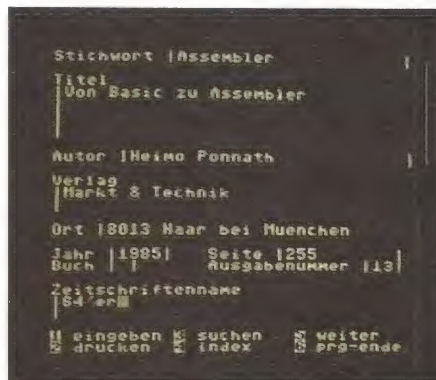 Stichwort |Assembler |
Titel
|Von Basic zu Assembler
Autor |Heimo Ponnath |
Verlag
|Markt & Technik
Ort |8013 Haar bei Muenchen
Jahr |1985| Seite |255
Buch | | Ausgabenummer |13|
Zeitschriftenname
|64'er
eingeben suchen weiter
drucken index prg-ende